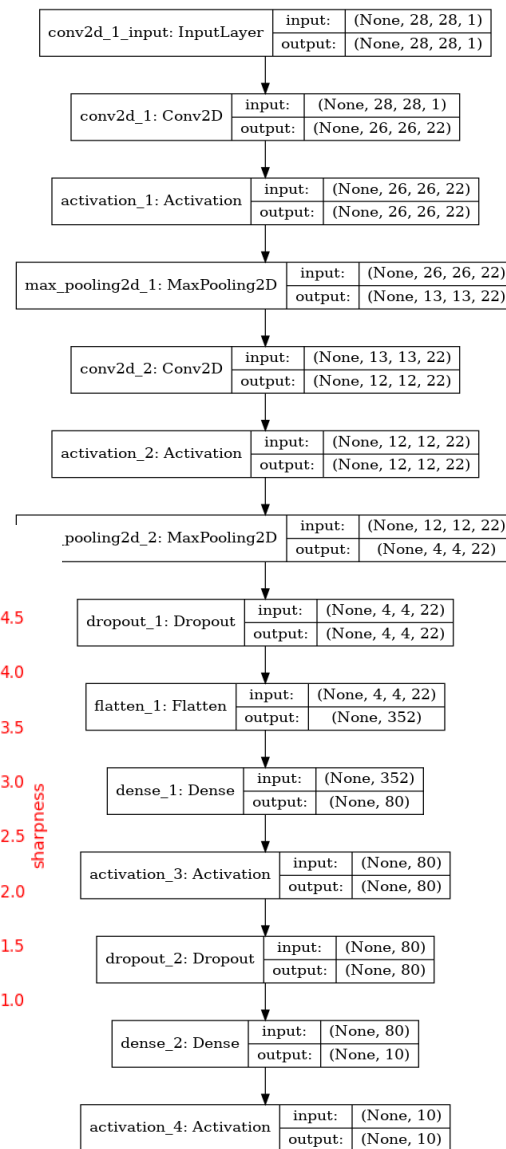 conv2d_1_input: InputLayer input: (None, 28, 28, 1)
output: (None, 28, 28, 1)
conv2d_1: Conv2D input: (None, 28, 28, 1)
output: (None, 26, 26, 22)
activation_1: Activation input: (None, 26, 26, 22)
output: (None, 26, 26, 22)
max_pooling2d_1: MaxPooling2D input: (None, 26, 26, 22)
output: (None, 13, 13, 22)
conv2d_2: Conv2D input: (None, 13, 13, 22)
output: (None, 12, 12, 22)
activation_2: Activation input: (None, 12, 12, 22)
output: (None, 12, 12, 22)
_pooling2d_2: MaxPooling2D input: (None, 12, 12, 22)
output: (None, 4, 4, 22)
dropout_1: Dropout input: (None, 4, 4, 22)
output: (None, 4, 4, 22)
flatten_1: Flatten input: (None, 4, 4, 22)
output: (None, 352)
dense_1: Dense input: (None, 352)
output: (None, 80)
activation_3: Activation input: (None, 80)
output: (None, 80)
dropout_2: Dropout input: (None, 80)
output: (None, 80)
dense_2: Dense input: (None, 80)
output: (None, 10)
activation_4: Activation input: (None, 10)
output: (None, 10)
4.5
4.0
3.5
3.0
2.5
2.0
1.5
1.0
sharpness